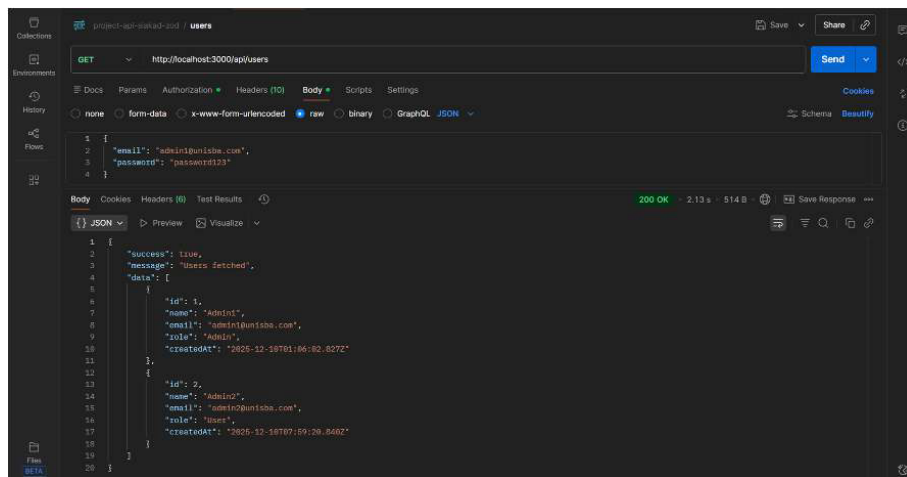 Collections
Environments
History
Flows
Files
BETA
project-api-siakad-zod / users
Save
Share
GET http://localhost:3000/api/users
Send
Docs Params Authorization Headers (10) Body Scripts Settings Cookies
none form-data x-www-form-urlencoded raw binary GraphQL JSON Schema Beautify
1 {
2 "email": "admin1@unisba.com",
3 "password": "password123"
4 }
Body Cookies Headers (6) Test Results 200 OK 2.13 s 514 B Save Response
{} JSON Preview Visualize
1 {
2 "success": true,
3 "message": "Users fetched",
4 "data": [
5 {
6 "id": 1,
7 "name": "Admin1",
8 "email": "admin1@unisba.com",
9 "role": "Admin",
10 "createdAt": "2025-12-10T01:06:02.827Z"
11 },
12 {
13 "id": 2,
14 "name": "Admin2",
15 "email": "admin2@unisba.com",
16 "role": "User",
17 "createdAt": "2025-12-10T07:59:20.840Z"
18 }
19 ]
20 }